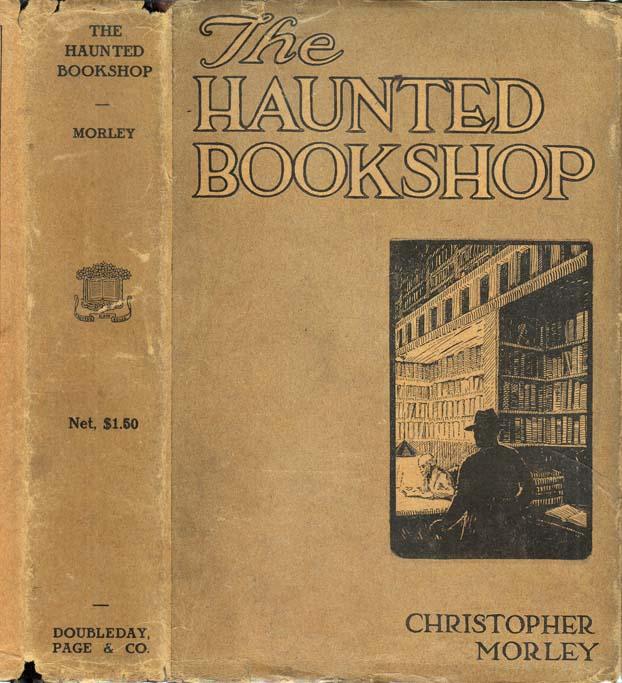 THE
HAUNTED
BOOKSHOP
MORLEY
Net, $1.50
DOUBLEDAY,
PAGE & CO.
The
HAUNTED
BOOKSHOP
CHRISTOPHER
MORLEY